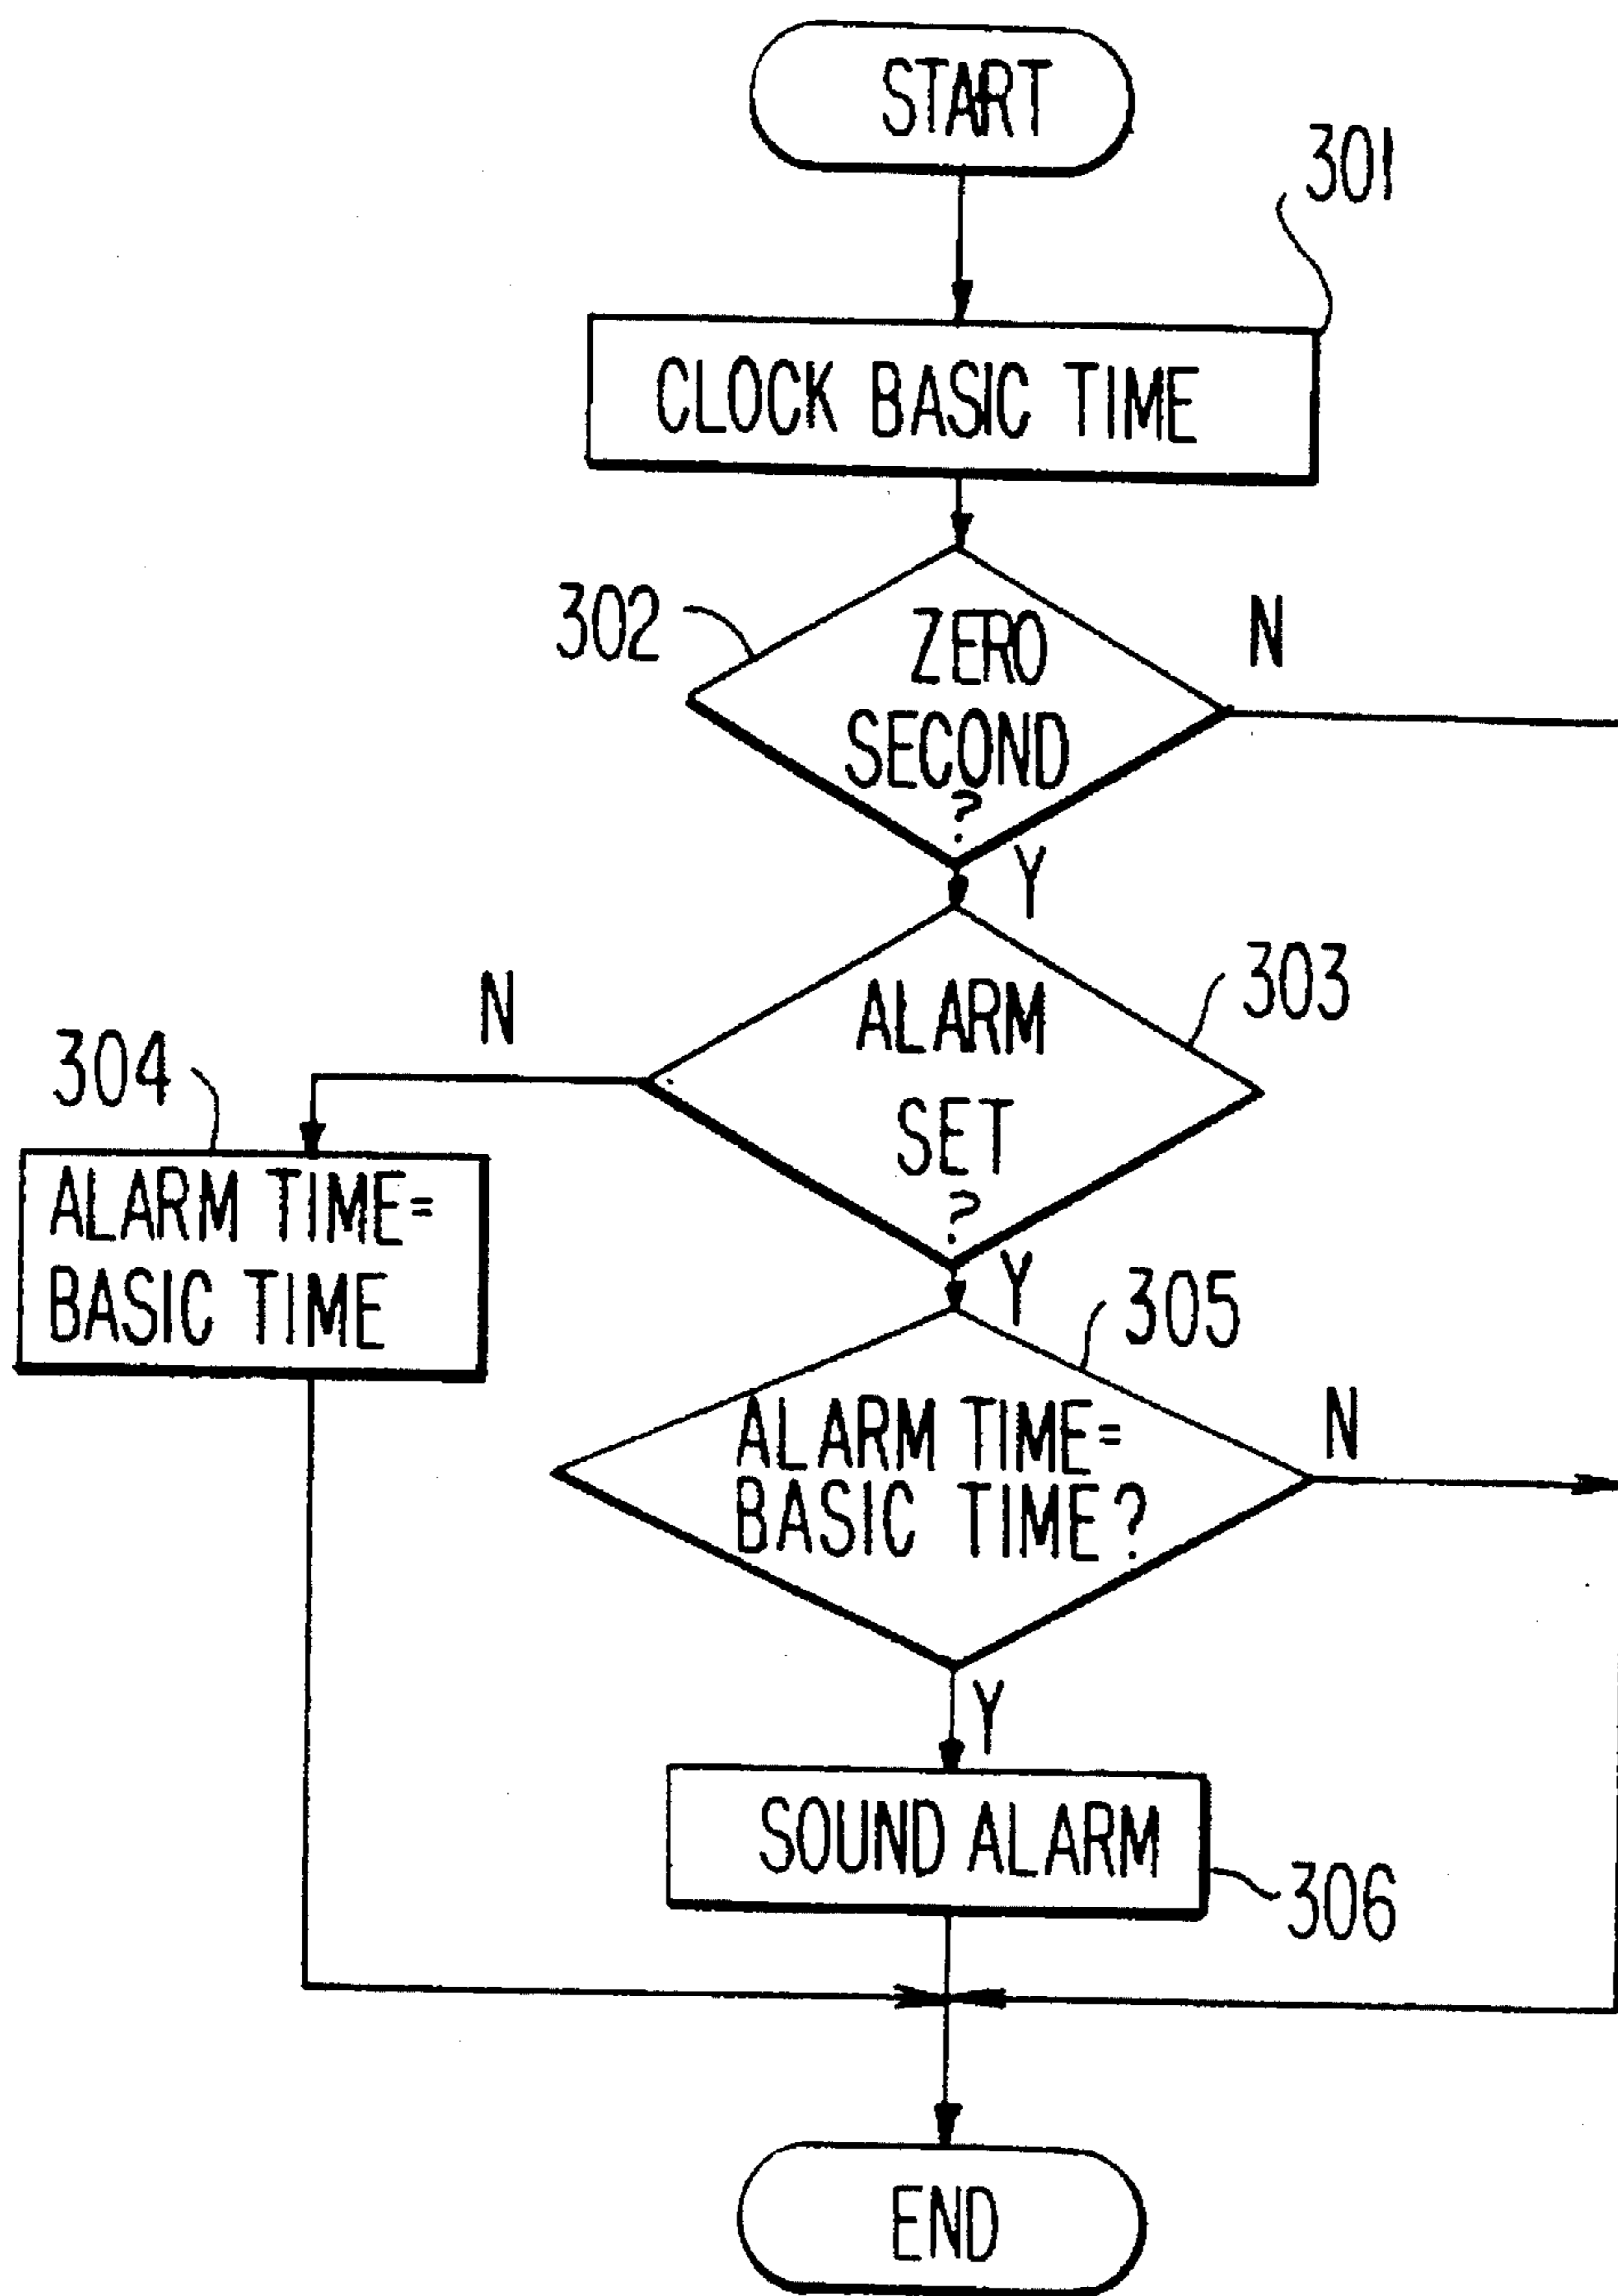 START
301
CLOCK BASIC TIME
302
ZERO
N
SECOND
?
Y
303
ALARM
N
304
SET
?
ALARM TIME=
BASIC TIME
Y
305
ALARM TIME=
N
BASIC TIME?
Y
SOUND ALARM
306
END